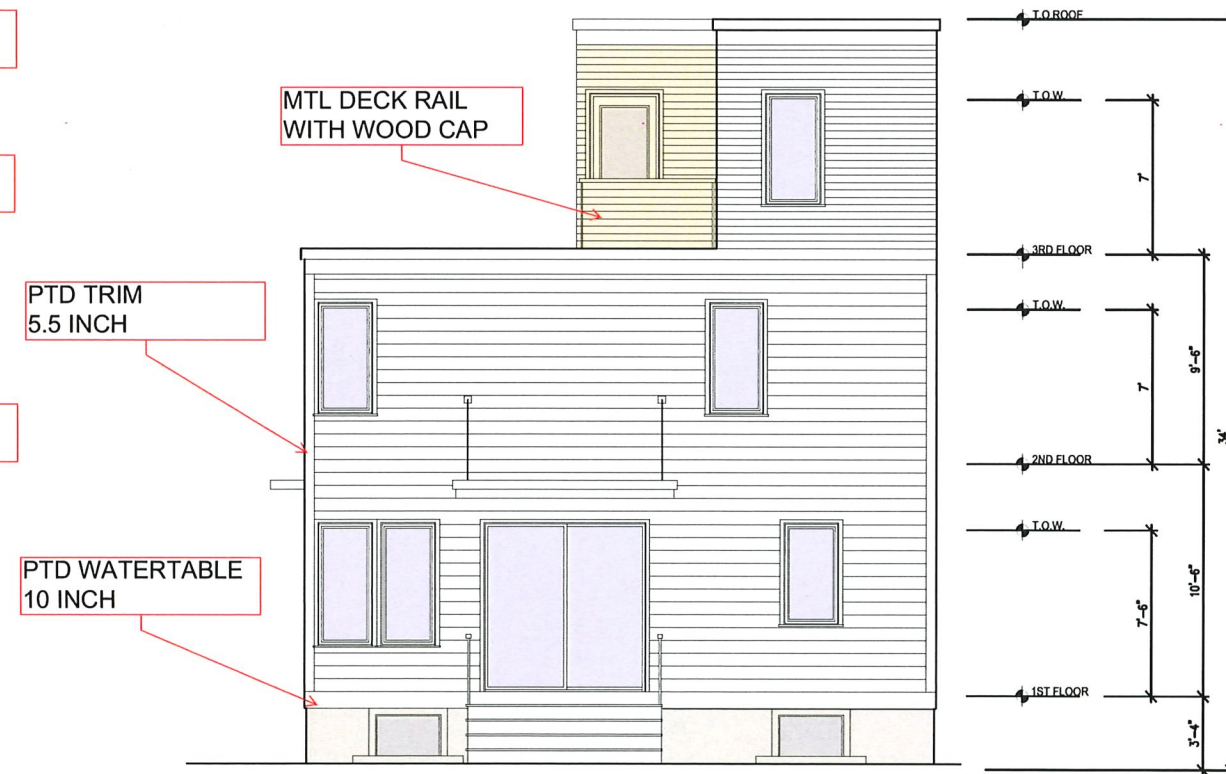 T.O ROOF
MTL DECK RAIL
WITH WOOD CAP
T.O.W.
7'
3RD FLOOR
PTD TRIM
5.5 INCH
T.O.W.
7'
9'-6"
34'
2ND FLOOR
T.O.W.
PTD WATERTABLE
10 INCH
7'-6"
10'-6"
1ST FLOOR
3'-4"